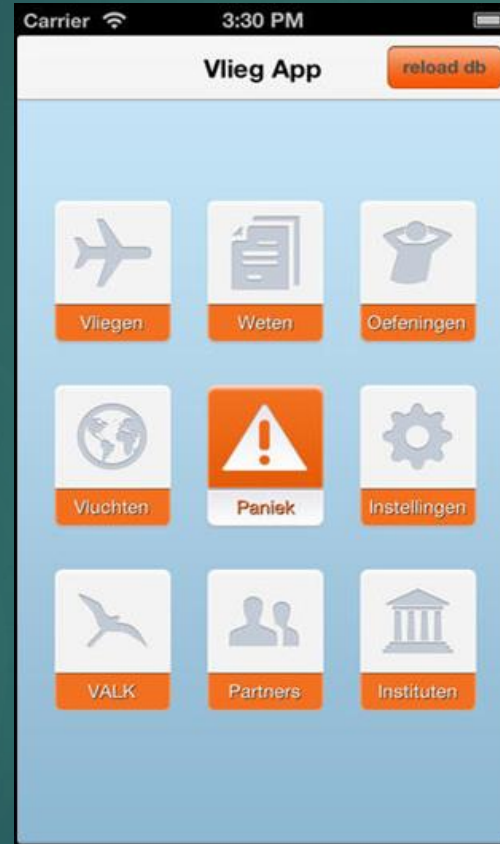 Carrier 3:30 PM
Vlieg App reload db
Vliegen Weten Oefeningen
Vluchten Paniek Instellingen
VALK Partners Instituten